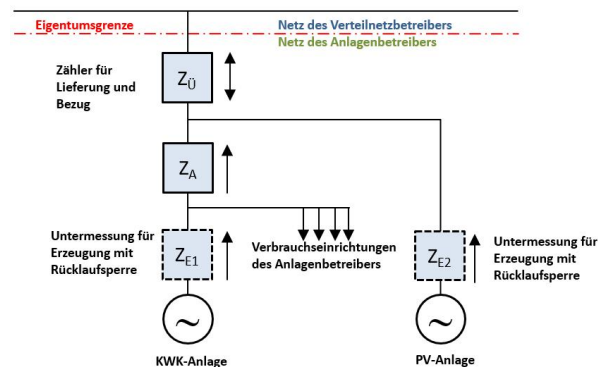 Eigentumsgrenze
Netz des Verteilnetzbetreibers
Netz des Anlagenbetreibers
Zähler für
Lieferung und
Bezug
ZÜ
ZA
Untermessung für
Erzeugung mit
Rücklaufsperre
ZE1
Verbrauchseinrichtungen
des Anlagenbetreibers
ZE2
Untermessung für
Erzeugung mit
Rücklaufsperre
~
KWK-Anlage
~
PV-Anlage